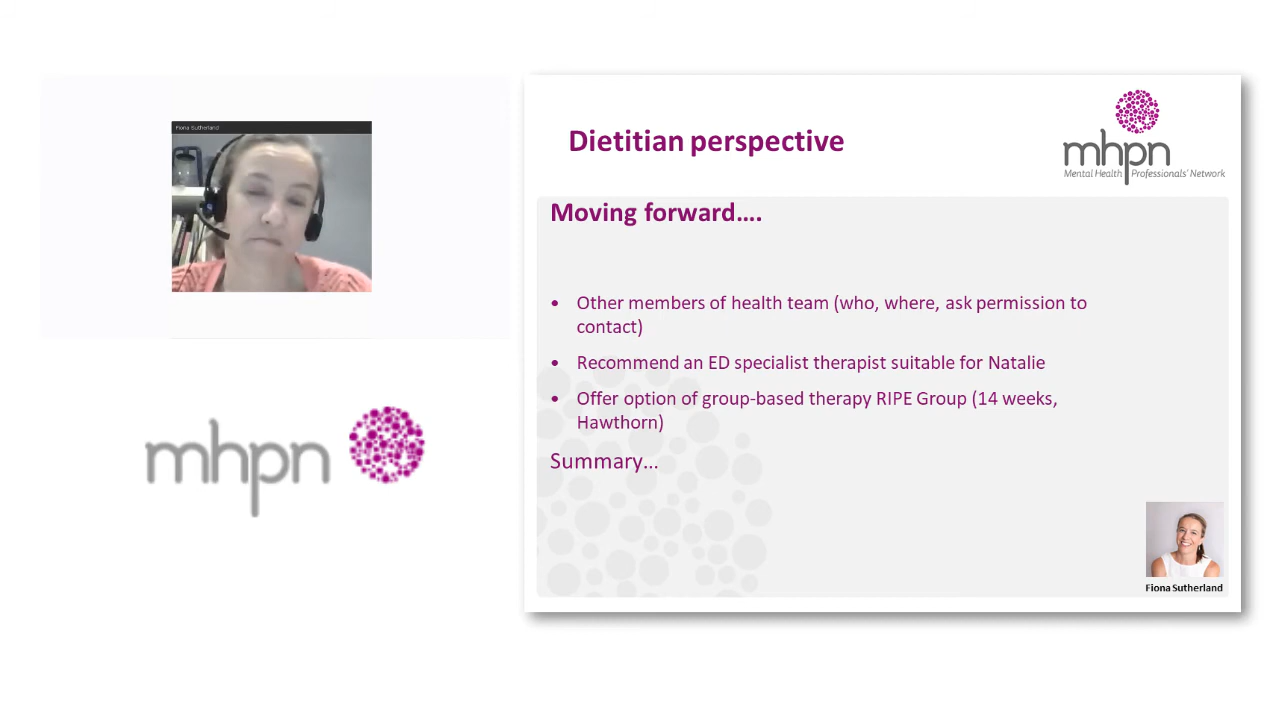 Fiona Sutherland
Dietitian perspective
mhpn
Mental Health Professionals' Network
Moving forward....
• Other members of health team (who, where, ask permission to
contact)
• Recommend an ED specialist therapist suitable for Natalie
• Offer option of group-based therapy RIPE Group (14 weeks,
Hawthorn)
Summary...
mhpn
Fiona Sutherland